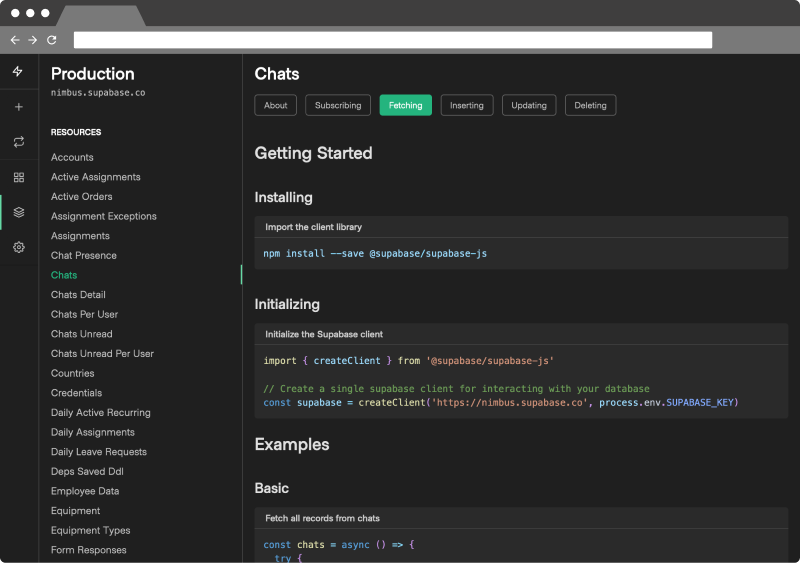 Production
nimbus.supabase.co
RESOURCES
Accounts
Active Assignments
Active Orders
Assignment Exceptions
Assignments
Chat Presence
Chats
Chats Detail
Chats Per User
Chats Unread
Chats Unread Per User
Countries
Credentials
Daily Active Recurring
Daily Assignments
Daily Leave Requests
Deps Saved Ddl
Employee Data
Equipment
Equipment Types
Form Responses
Chats
About
Subscribing
Fetching
Inserting
Updating
Deleting
Getting Started
Installing
Import the client library
npm install --save @supabase/supabase-js
Initializing
Initialize the Supabase client
import { createClient } from '@supabase/supabase-js'
// Create a single supabase client for interacting with your database
const supabase = createClient('https://nimbus.supabase.co', process.env.SUPABASE_KEY)
Examples
Basic
Fetch all records from chats
const chats = async () => {
try {